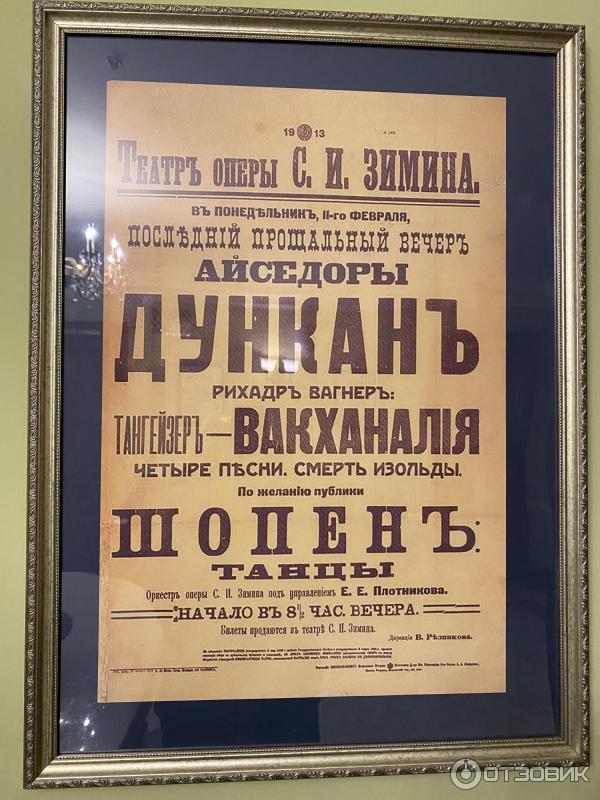 1913
Театръ оперы С. И. ЗИМИНА.
ВЪ ПОНЕДѢЛЬНИКЪ, 11-го ФЕВРАЛЯ,
ПОСЛѢДНІЙ ПРОЩАЛЬНЫЙ ВЕЧЕРЪ
АЙСЕДОРЫ
ДУНКАНЪ
РИХАДРЪ ВАГНЕРЪ:
ТАНГЕЙЗЕРЪ — ВАКХАНАЛІЯ
ЧЕТЫРЕ ПѢСНИ. СМЕРТЬ ИЗОЛЬДЫ.
По желанію публики
ШОПЕНЪ:
ТАНЦЫ
Оркестръ оперы С. И. Зимина подъ управленіемъ Е. Е. Плотникова.
НАЧАЛО ВЪ 8½ ЧАС. ВЕЧЕРА.
Билеты продаются въ театрѣ С. И. Зимина.
Дирекція В. Рѣзникова.
ОТЗОВИК